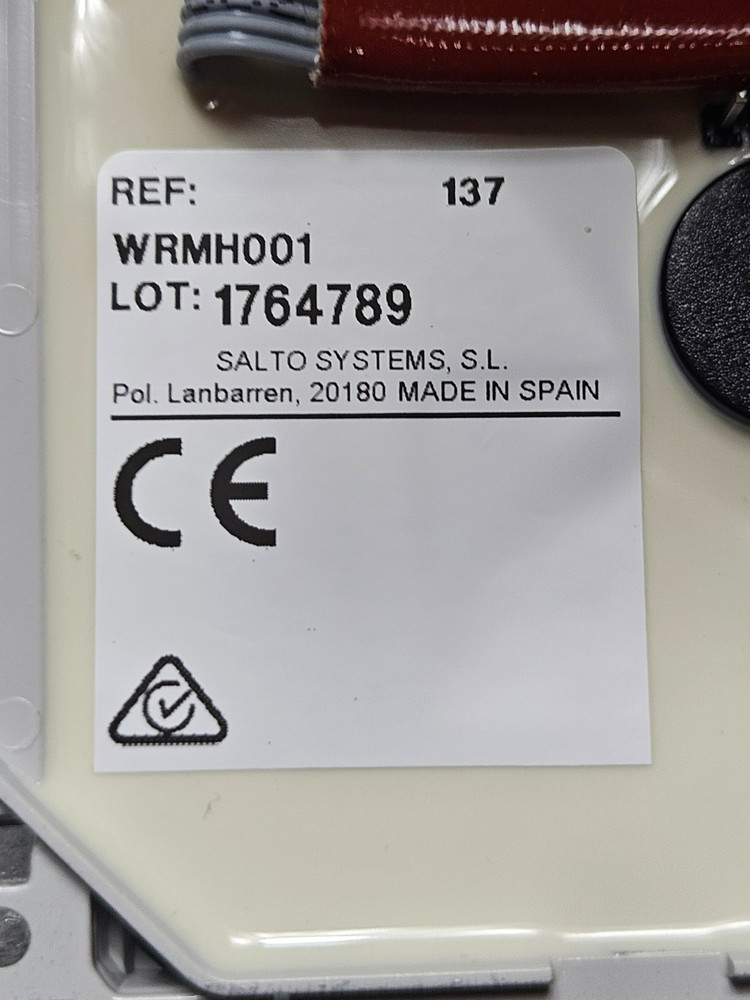 REF: 137
WRMH001
LOT: 1764789
SALTO SYSTEMS, S.L.
Pol. Lanbarren, 20180 MADE IN SPAIN
CE